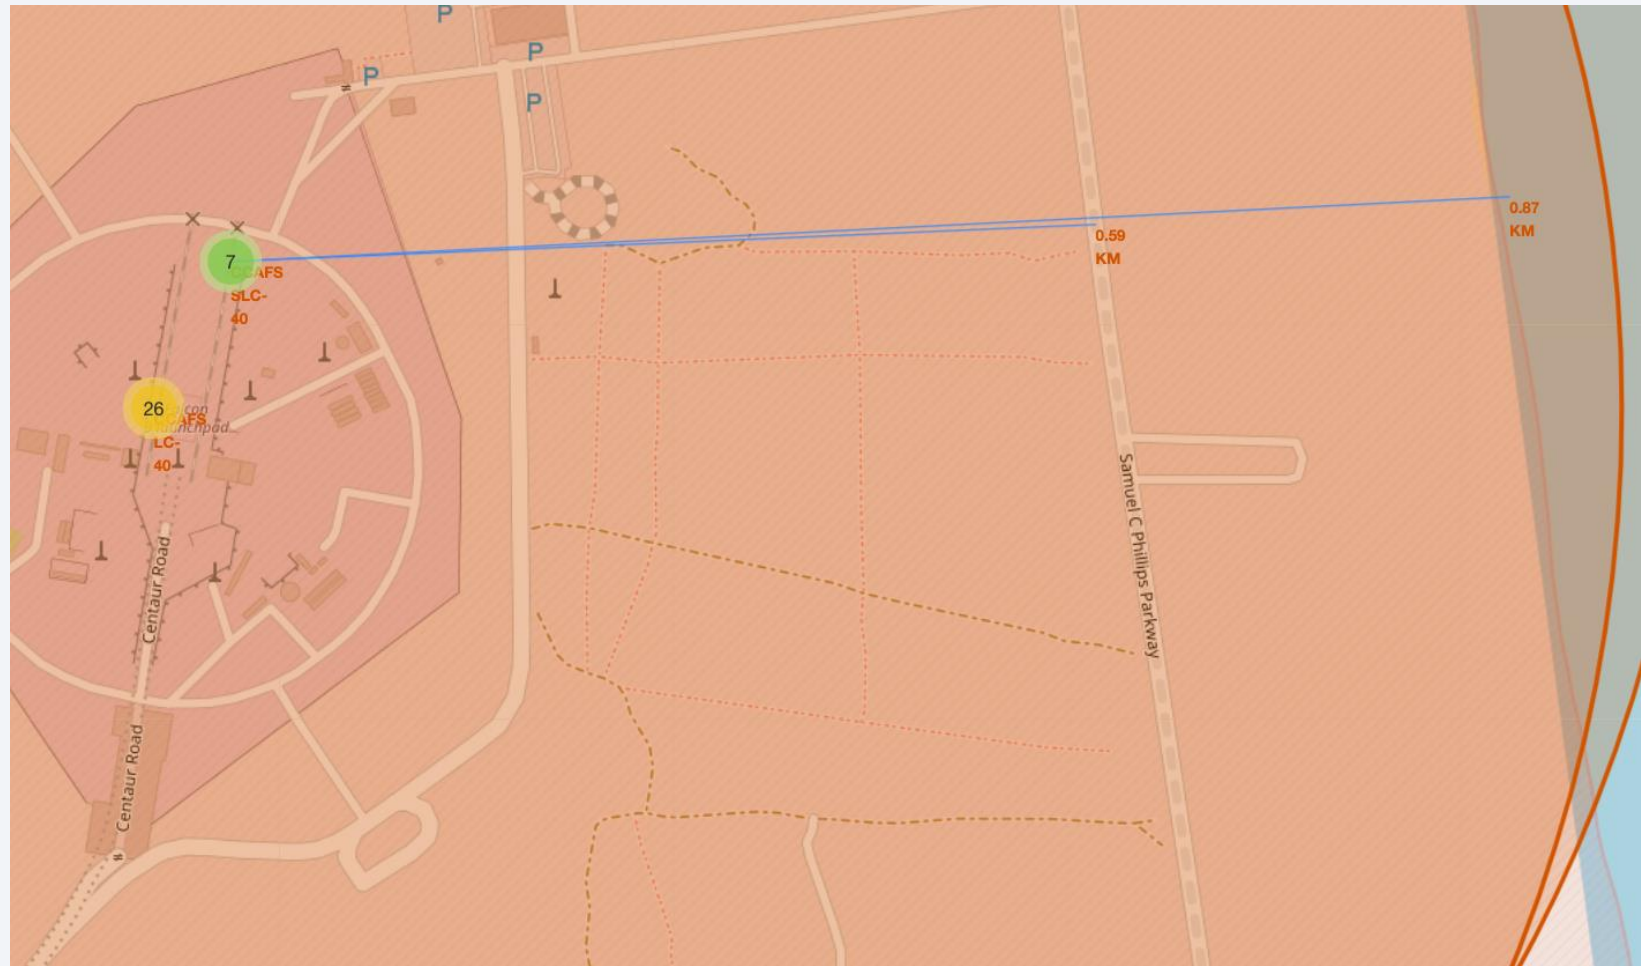 P
P
P
P
0.87
KM
0.59
KM
7
CCAFS
SLC-
40
26
CCAFS
LC-
40
Centaur Road
Centaur Road
Samuel C Phillips Parkway